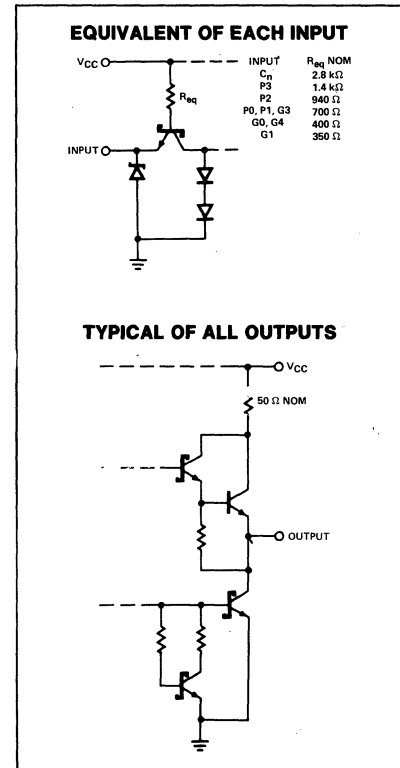 EQUIVALENT OF EACH INPUT
VCC
INPUT Req NOM
Cn 2.8 kΩ
P3 1.4 kΩ
P2 940 Ω
P0, P1, G3 700 Ω
G0, G4 400 Ω
G1 350 Ω
Req
INPUT
TYPICAL OF ALL OUTPUTS
VCC
50 Ω NOM
OUTPUT